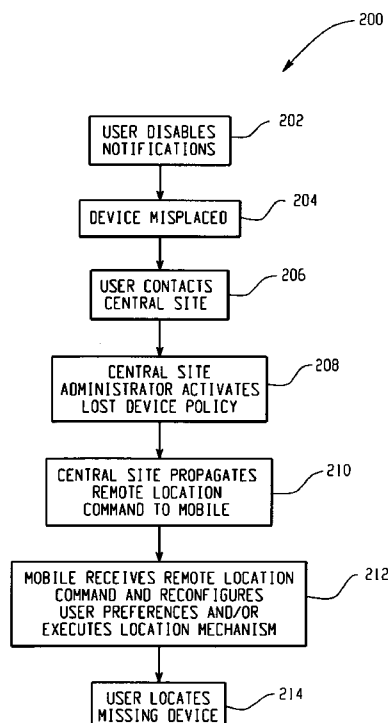 200
USER DISABLES
NOTIFICATIONS
202
DEVICE MISPLACED
204
USER CONTACTS
CENTRAL SITE
206
CENTRAL SITE
ADMINISTRATOR ACTIVATES
LOST DEVICE POLICY
208
CENTRAL SITE PROPAGATES
REMOTE LOCATION
COMMAND TO MOBILE
210
MOBILE RECEIVES REMOTE LOCATION
COMMAND AND RECONFIGURES
USER PREFERENCES AND/OR
EXECUTES LOCATION MECHANISM
212
USER LOCATES
MISSING DEVICE
214